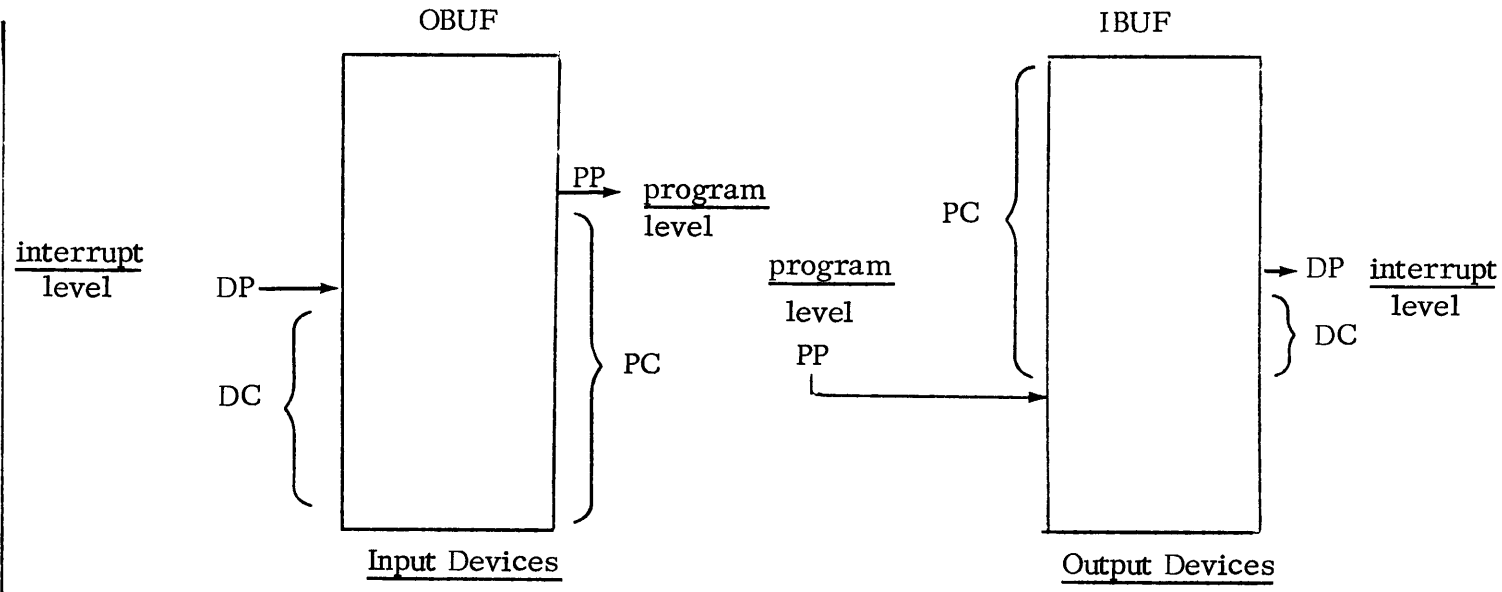 OBUF
PP
program
level
interrupt
level
DP
DC
PC
Input Devices
IBUF
PC
program
level
PP
DP
interrupt
level
DC
Output Devices